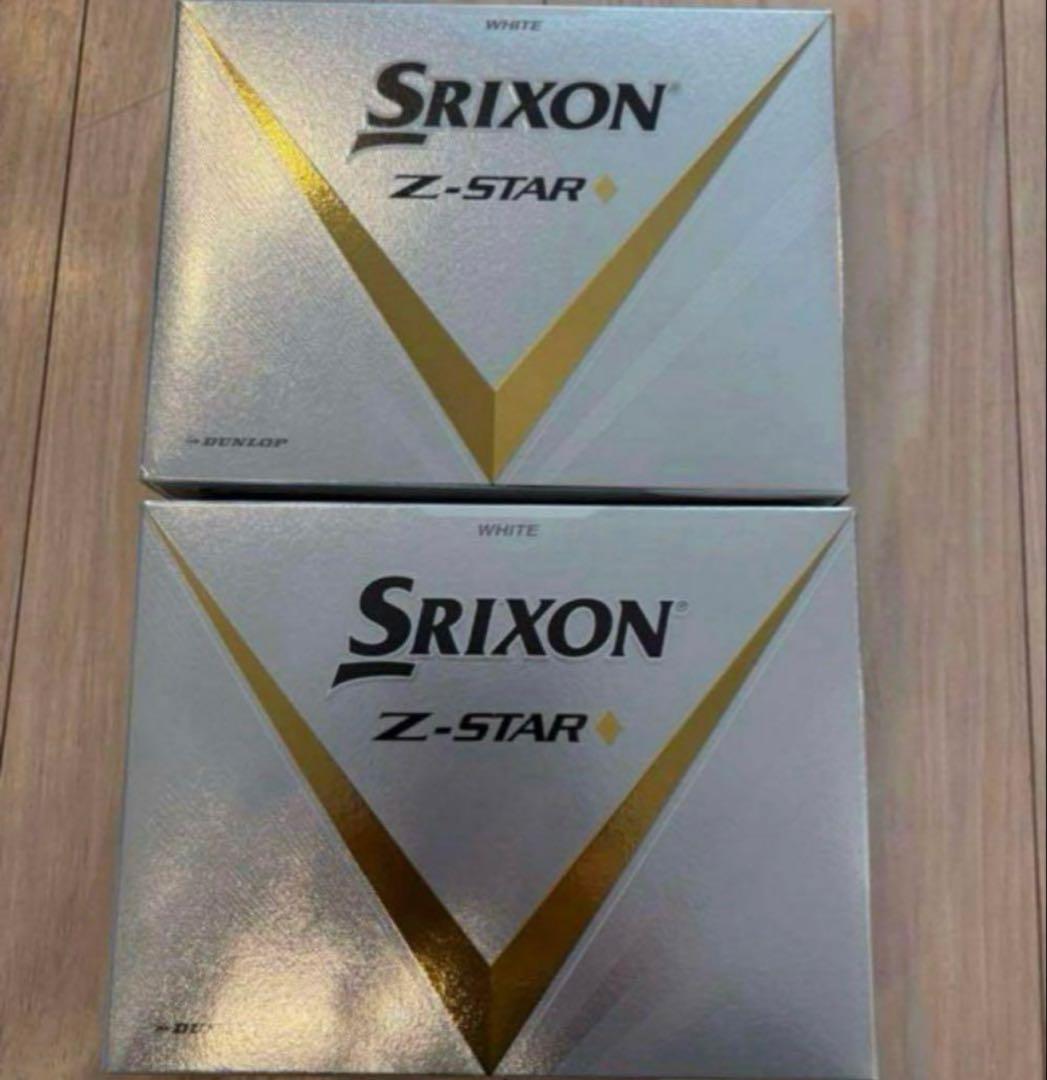 WHITE
SRIXON®
Z-STAR♦
DUNLOP
WHITE
SRIXON®
Z-STAR♦